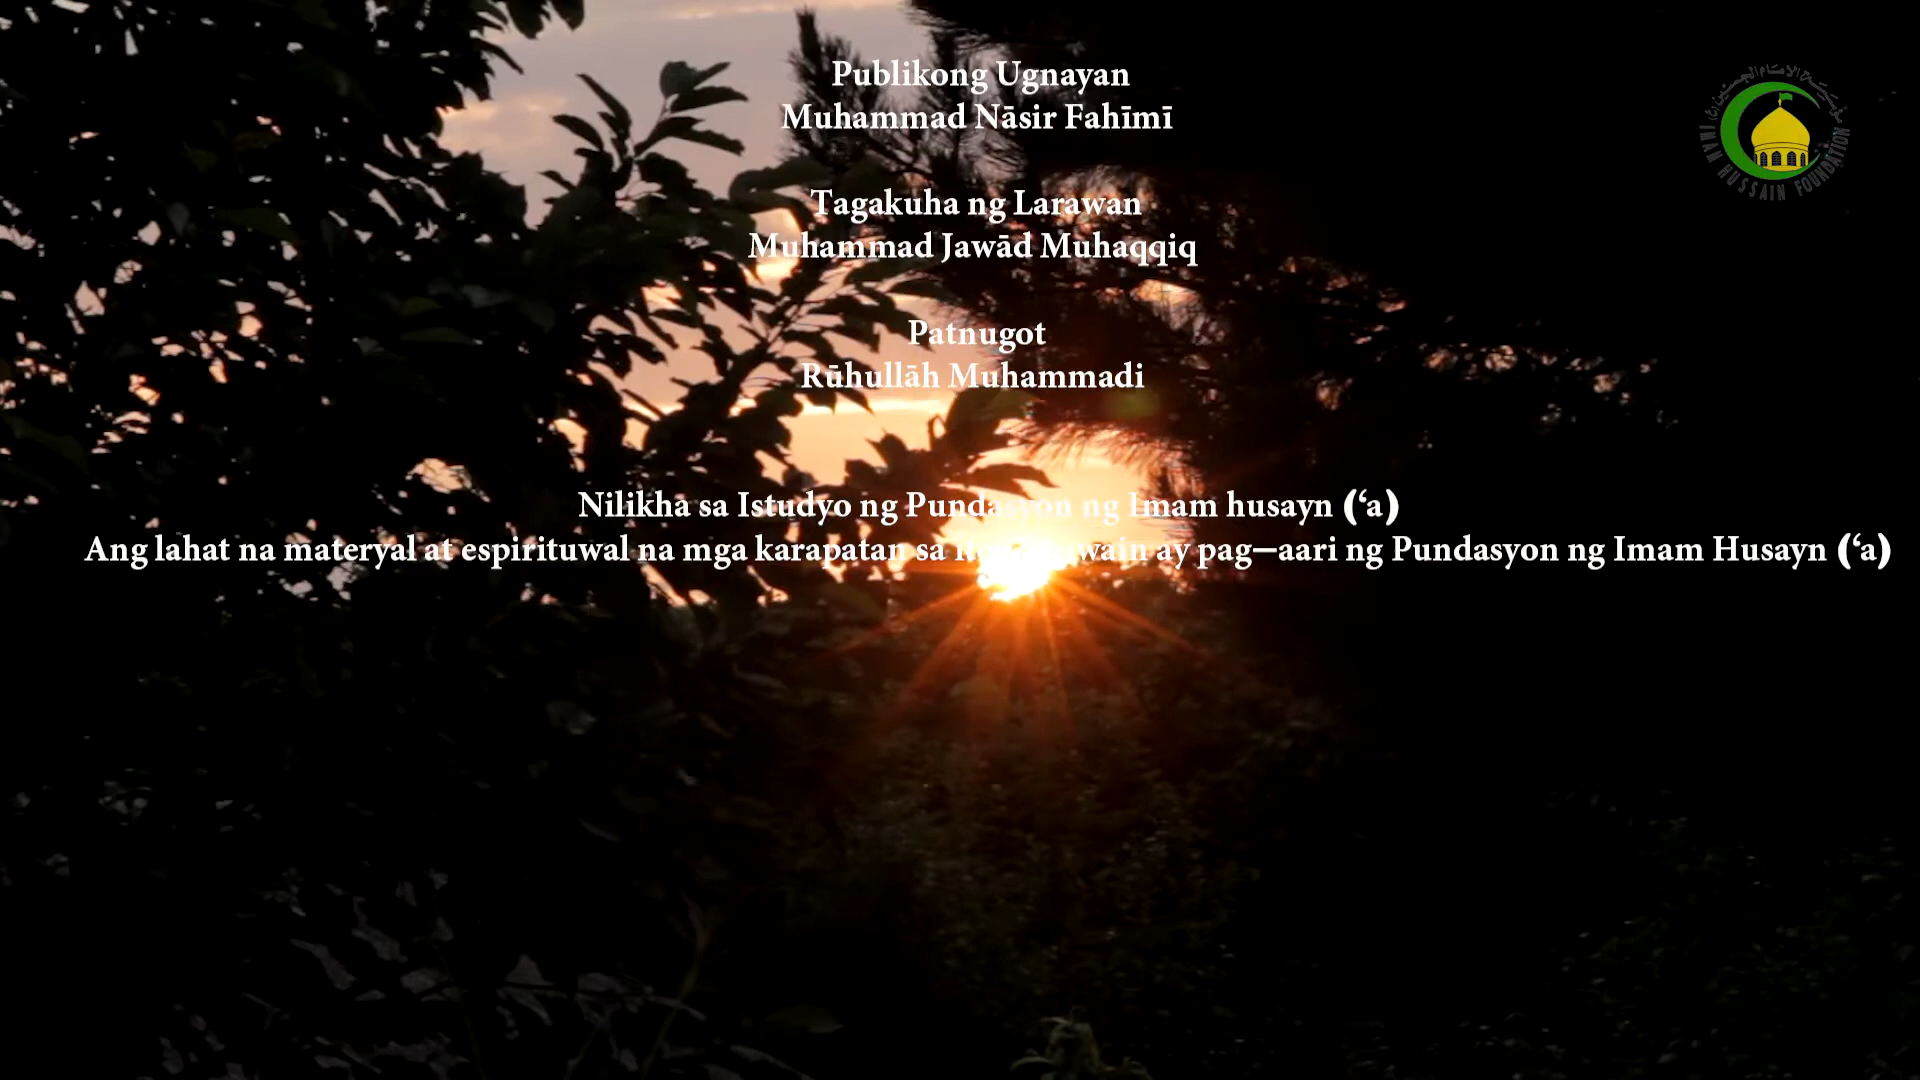 Publikong Ugnayan
Muhammad Nāsir Fahīmī
Tagakuha ng Larawan
Muhammad Jawād Muhaqqiq
Patnugot
Rūhullāh Muhammadi
Nilikha sa Istudyo ng Pundasyon ng Imam husayn (‘a)
Ang lahat na materyal at espirituwal na mga karapatan sa ay pag—aari ng Pundasyon ng Imam Husayn (‘a)
IMAM HUSSAIN FOUNDATION